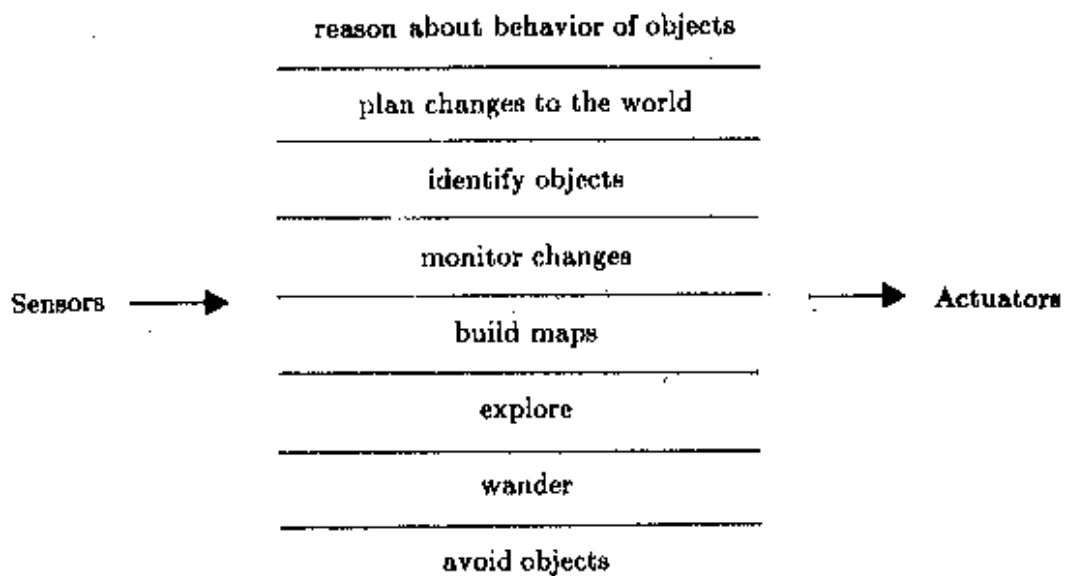 reason about behavior of objects
plan changes to the world
identify objects
monitor changes
Sensors
Actuators
build maps
explore
wander
avoid objects